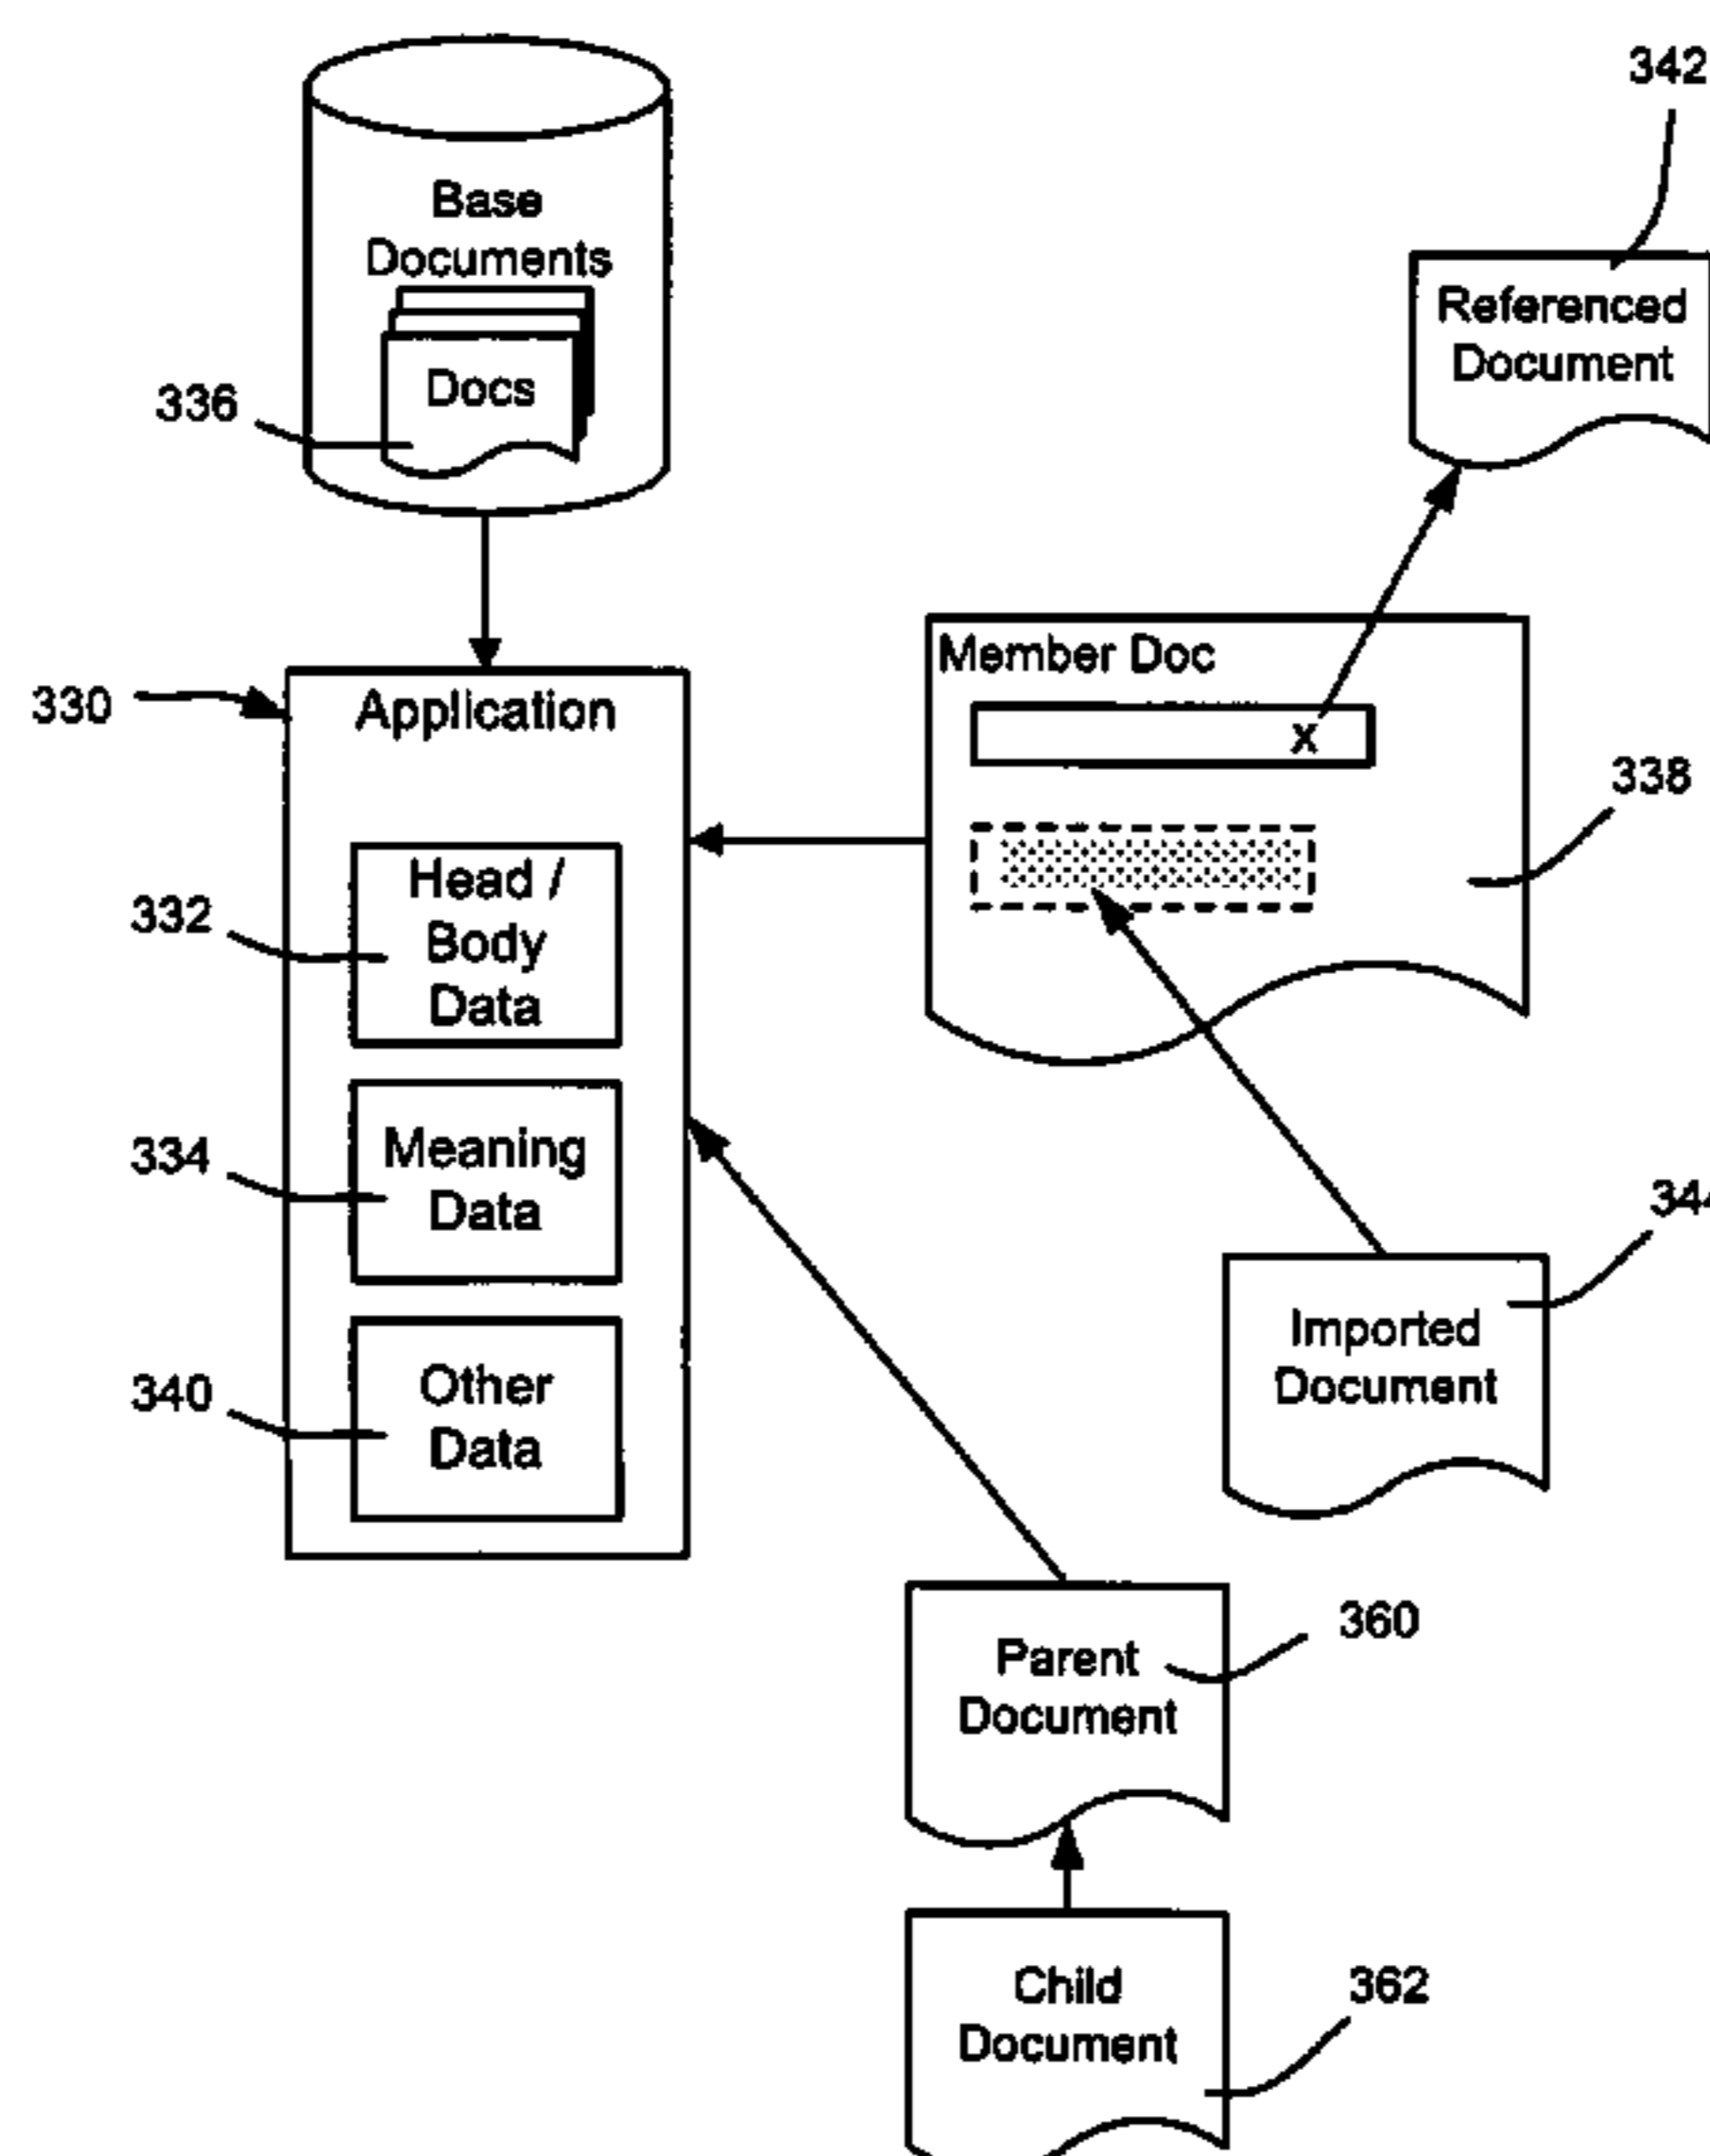 342
Base
Documents
Docs
336
Referenced
Document
330
Application
Member Doc
x
338
Head /
Body
Data
332
Meaning
Data
334
Imported
Document
Other
Data
340
Parent
Document
360
Child
Document
362